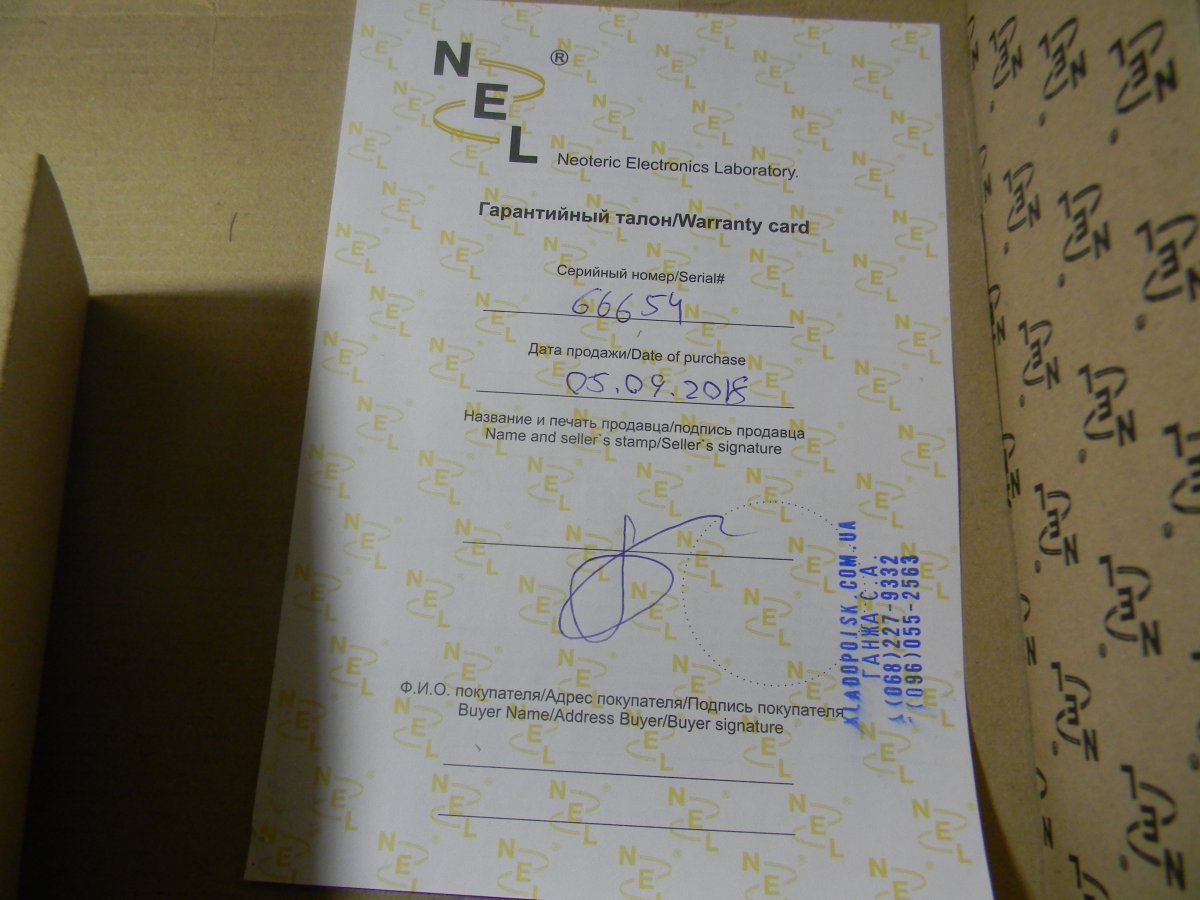 NEL®
Neoteric Electronics Laboratory.
Гарантийный талон/Warranty card
Серийный номер/Serial#
66654
Дата продажи/Date of purchase
05.09.2018
Название и печать продавца/подпись продавца
Name and seller`s stamp/Seller`s signature
KLADOPOISK.COM.UA
ГАНЖА С.А.
(068)227-9332
(096)055-2563
Ф.И.О. покупателя/Адрес покупателя/Подпись покупателя
Buyer Name/Address Buyer/Buyer signature